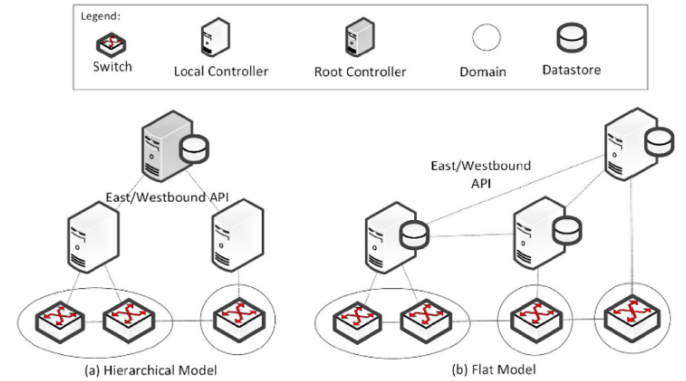 Legend:
Switch
Local Controller
Root Controller
Domain
Datastore
East/Westbound API
(a) Hierarchical Model
East/Westbound
API
(b) Flat Model